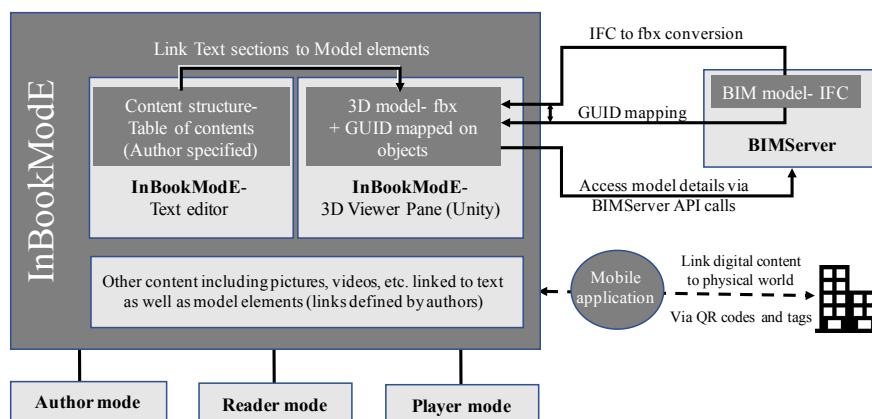 InBookModE
Link Text sections to Model elements
Content structure-
Table of contents
(Author specified)
InBookModE-
Text editor
3D model- fbx
+ GUID mapped on
objects
InBookModE-
3D Viewer Pane (Unity)
Other content including pictures, videos, etc. linked to text
as well as model elements (links defined by authors)
IFC to fbx conversion
GUID mapping
BIM model- IFC
BIMServer
Access model details via
BIMServer API calls
Mobile
application
Link digital content
to physical world
Via QR codes and tags
Author mode
Reader mode
Player mode